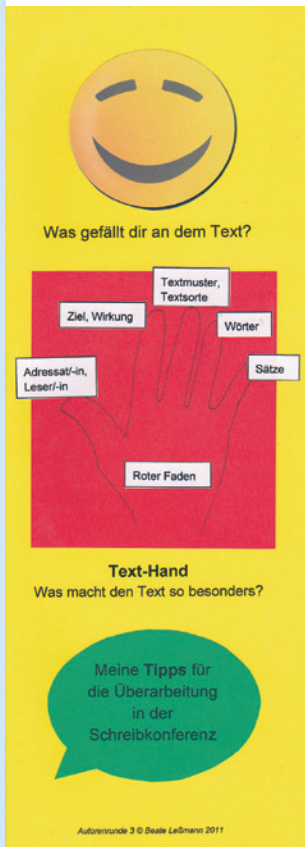 Was gefällt dir an dem Text?
Textmuster,
Textsorte
Ziel, Wirkung
Wörter
Adressat/-in,
Leser/-in
Sätze
Roter Faden
Text-Hand
Was macht den Text so besonders?
Meine Tipps für
die Überarbeitung
in der
Schreibkonferenz
Autorenrunde 3 © Beate Leßmann 2011